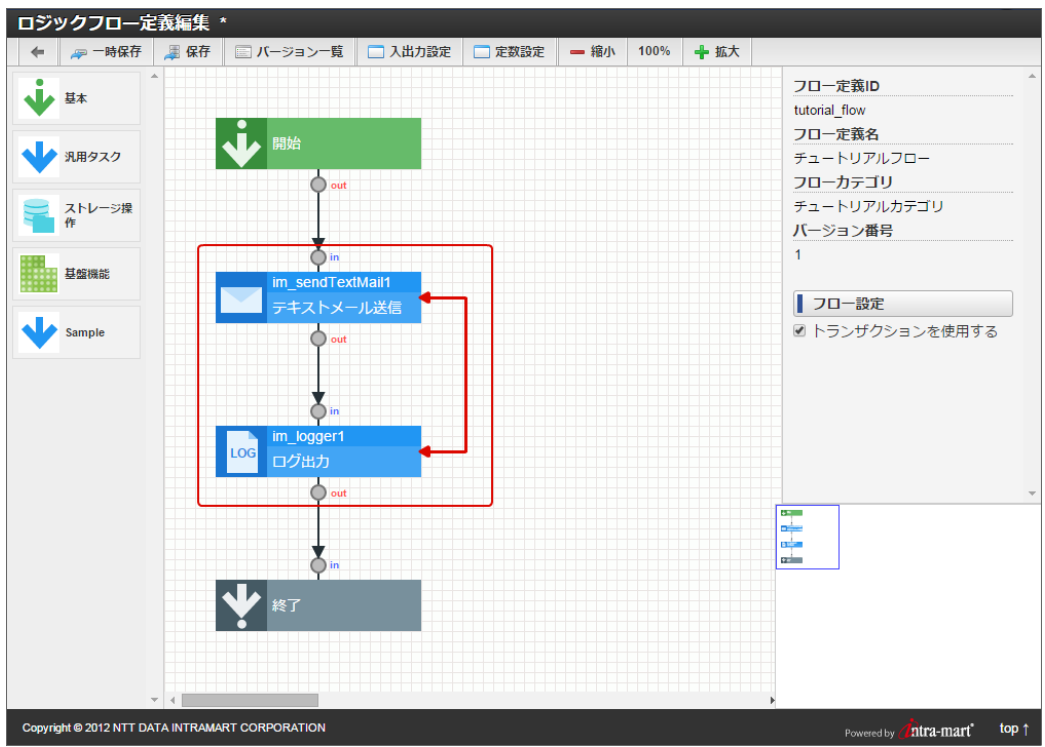 ロジックフロー定義編集 *
一時保存 保存 バージョン一覧 入出力設定 定数設定 縮小 100% 拡大
基本
汎用タスク
ストレージ操
作
基盤機能
Sample
開始
out
in
im_sendTextMail1
テキストメール送信
out
in
LOG
im_logger1
ログ出力
out
in
終了
フロー定義ID
tutorial_flow
フロー定義名
チュートリアルフロー
フローカテゴリ
チュートリアルカテゴリ
バージョン番号
1
フロー設定
トランザクションを使用する
Copyright © 2012 NTT DATA INTRAMART CORPORATION
Powered by intra-mart
top ↑